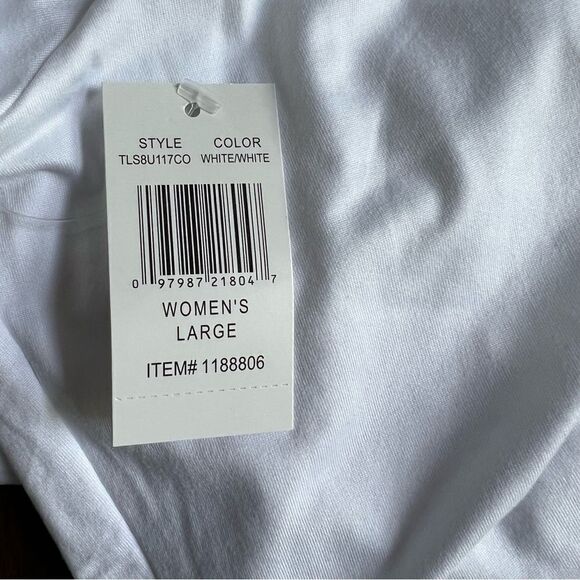 STYLE COLOR
TLS8U117CO WHITE/WHITE
0 97987 21804 7
WOMEN'S
LARGE
ITEM# 1188806